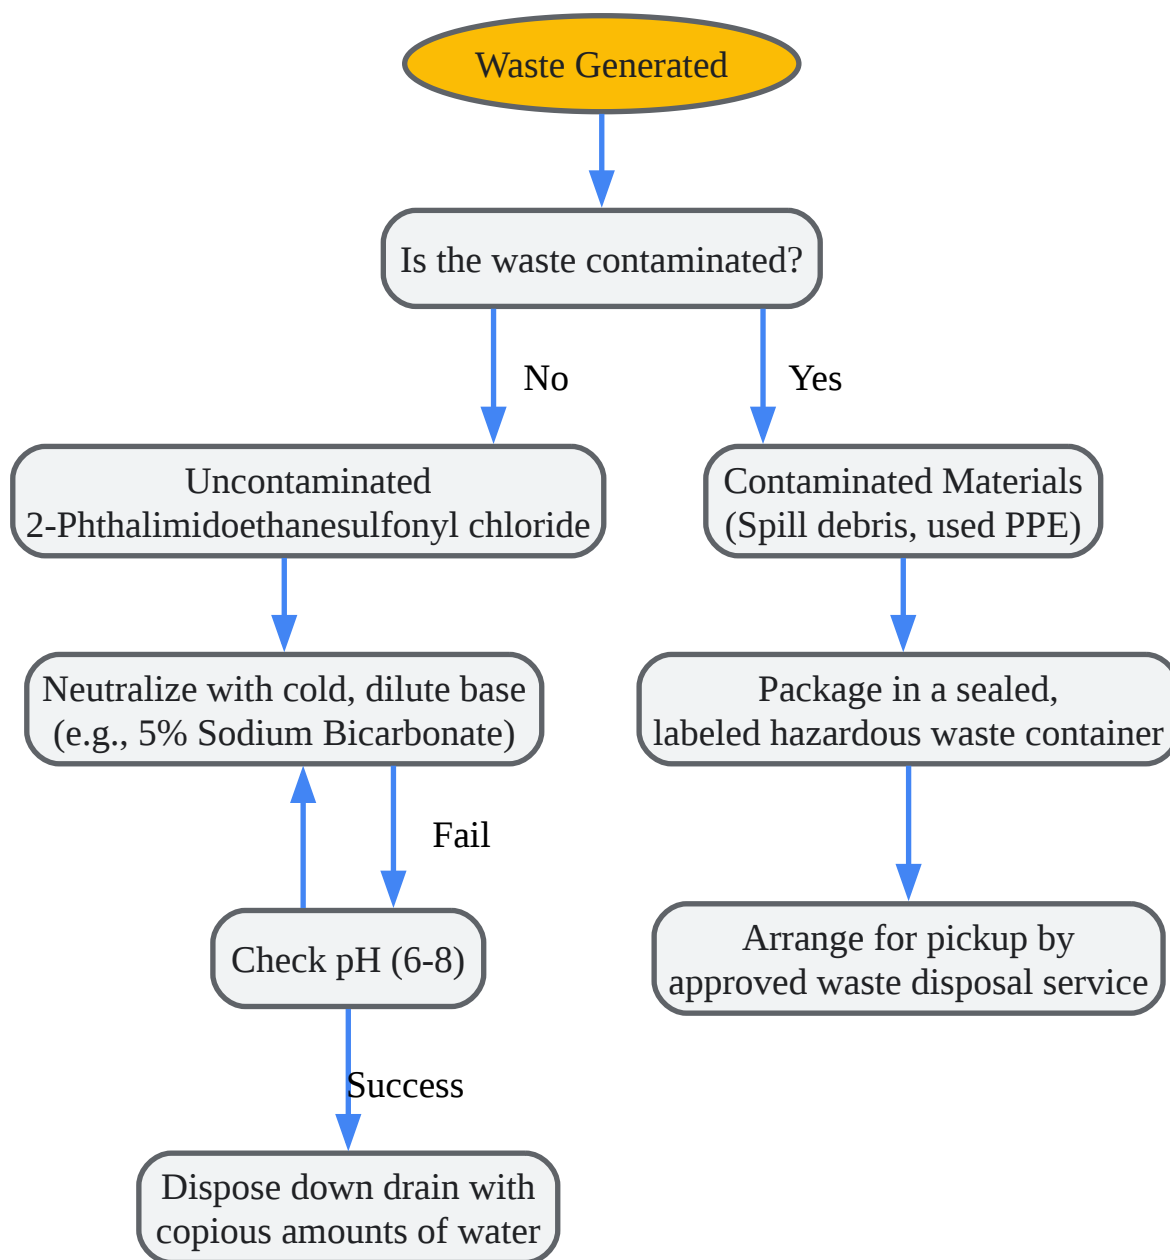 Waste Generated
Is the waste contaminated?
No
Yes
Uncontaminated
2-Phthalimidoethanesulfonyl chloride
Contaminated Materials
(Spill debris, used PPE)
Neutralize with cold, dilute base
(e.g., 5% Sodium Bicarbonate)
Package in a sealed,
labeled hazardous waste container
Fail
Check pH (6-8)
Arrange for pickup by
approved waste disposal service
Success
Dispose down drain with
copious amounts of water